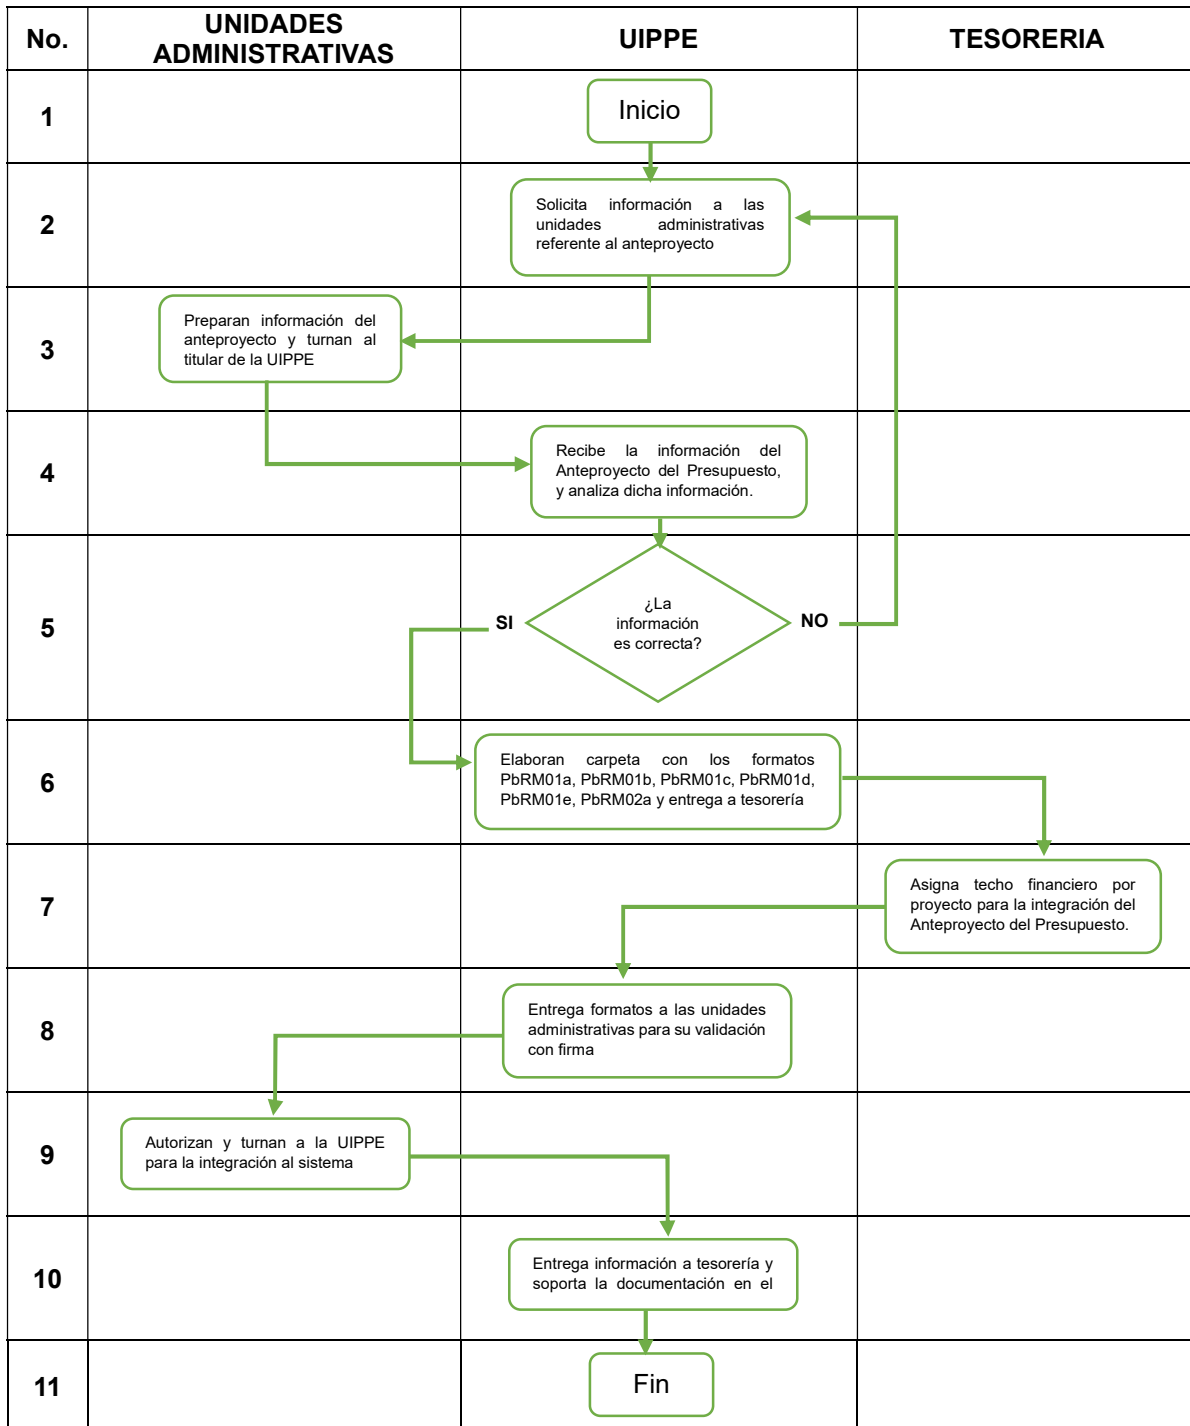 No.
UNIDADES
ADMINISTRATIVAS
UIPPE
TESORERIA
1
Inicio
2
Solicita información a las
unidades administrativas
referente al anteproyecto
3
Preparan información del
anteproyecto y turnan al
titular de la UIPPE
4
Recibe la información del
Anteproyecto del Presupuesto,
y analiza dicha información.
5
SI
¿La
información
es correcta?
NO
6
Elaboran carpeta con los formatos
PbRM01a, PbRM01b, PbRM01c, PbRM01d,
PbRM01e, PbRM02a y entrega a tesorería
7
Asigna techo financiero por
proyecto para la integración del
Anteproyecto del Presupuesto.
8
Entrega formatos a las unidades
administrativas para su validación
con firma
9
Autorizan y turnan a la UIPPE
para la integración al sistema
10
Entrega información a tesorería y
soporta la documentación en el
11
Fin